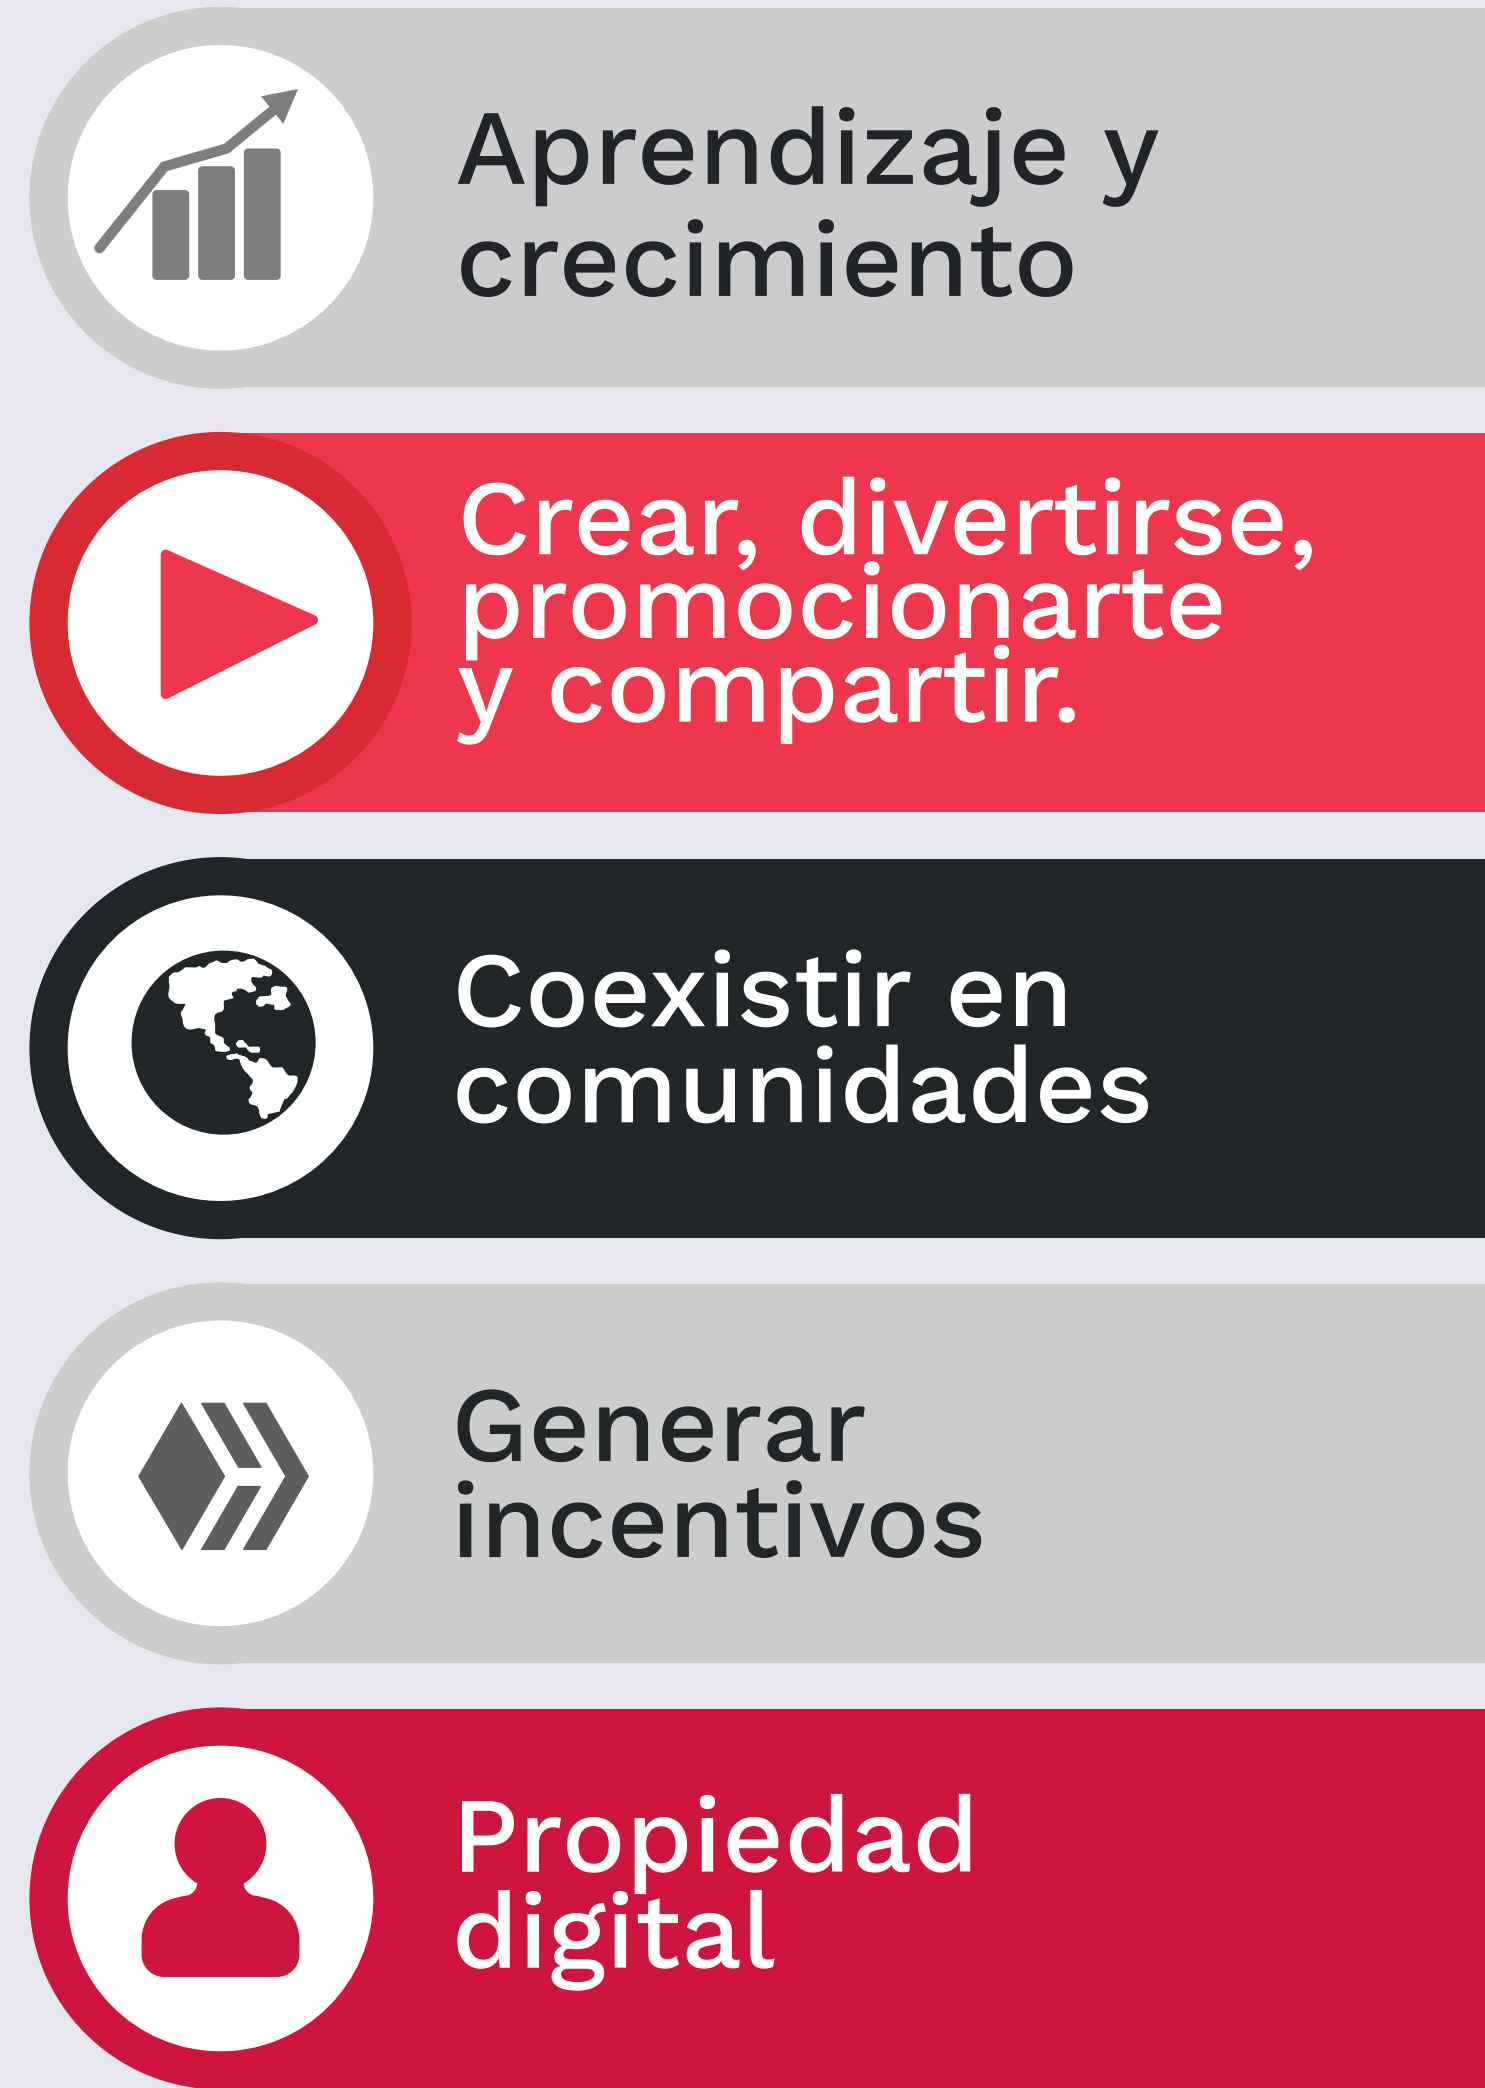 Aprendizaje y
crecimiento
Crear, divertirse,
promocionarte
y compartir.
Coexistir en
comunidades
Generar
incentivos
Propiedad
digital